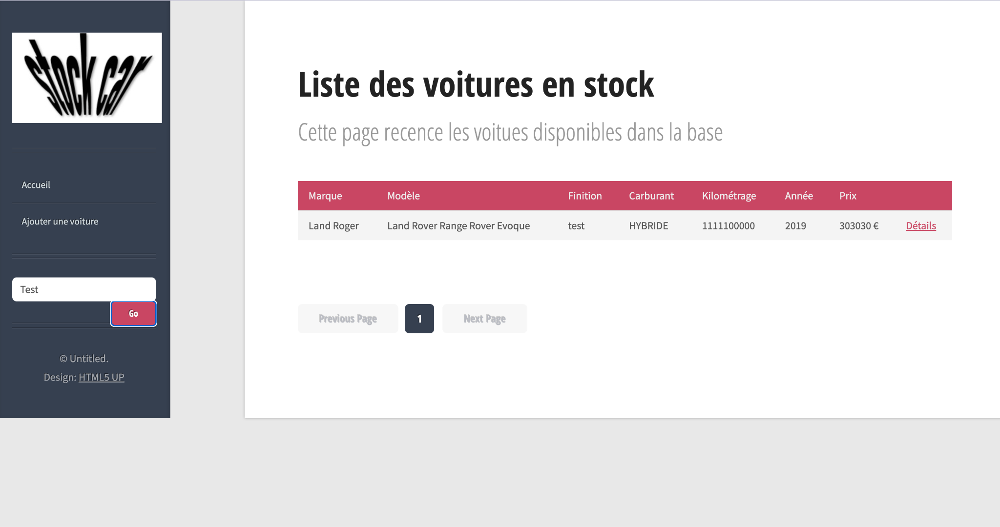 stock car
Accueil
Ajouter une voiture
Test
Go
© Untitled.
Design: HTML5 UP
Liste des voitures en stock
Cette page recence les voitues disponibles dans la base
Marque Modèle Finition Carburant Kilométrage Année Prix
Land Roger Land Rover Range Rover Evoque test HYBRIDE 1111100000 2019 303030 € Détails
Previous Page 1 Next Page